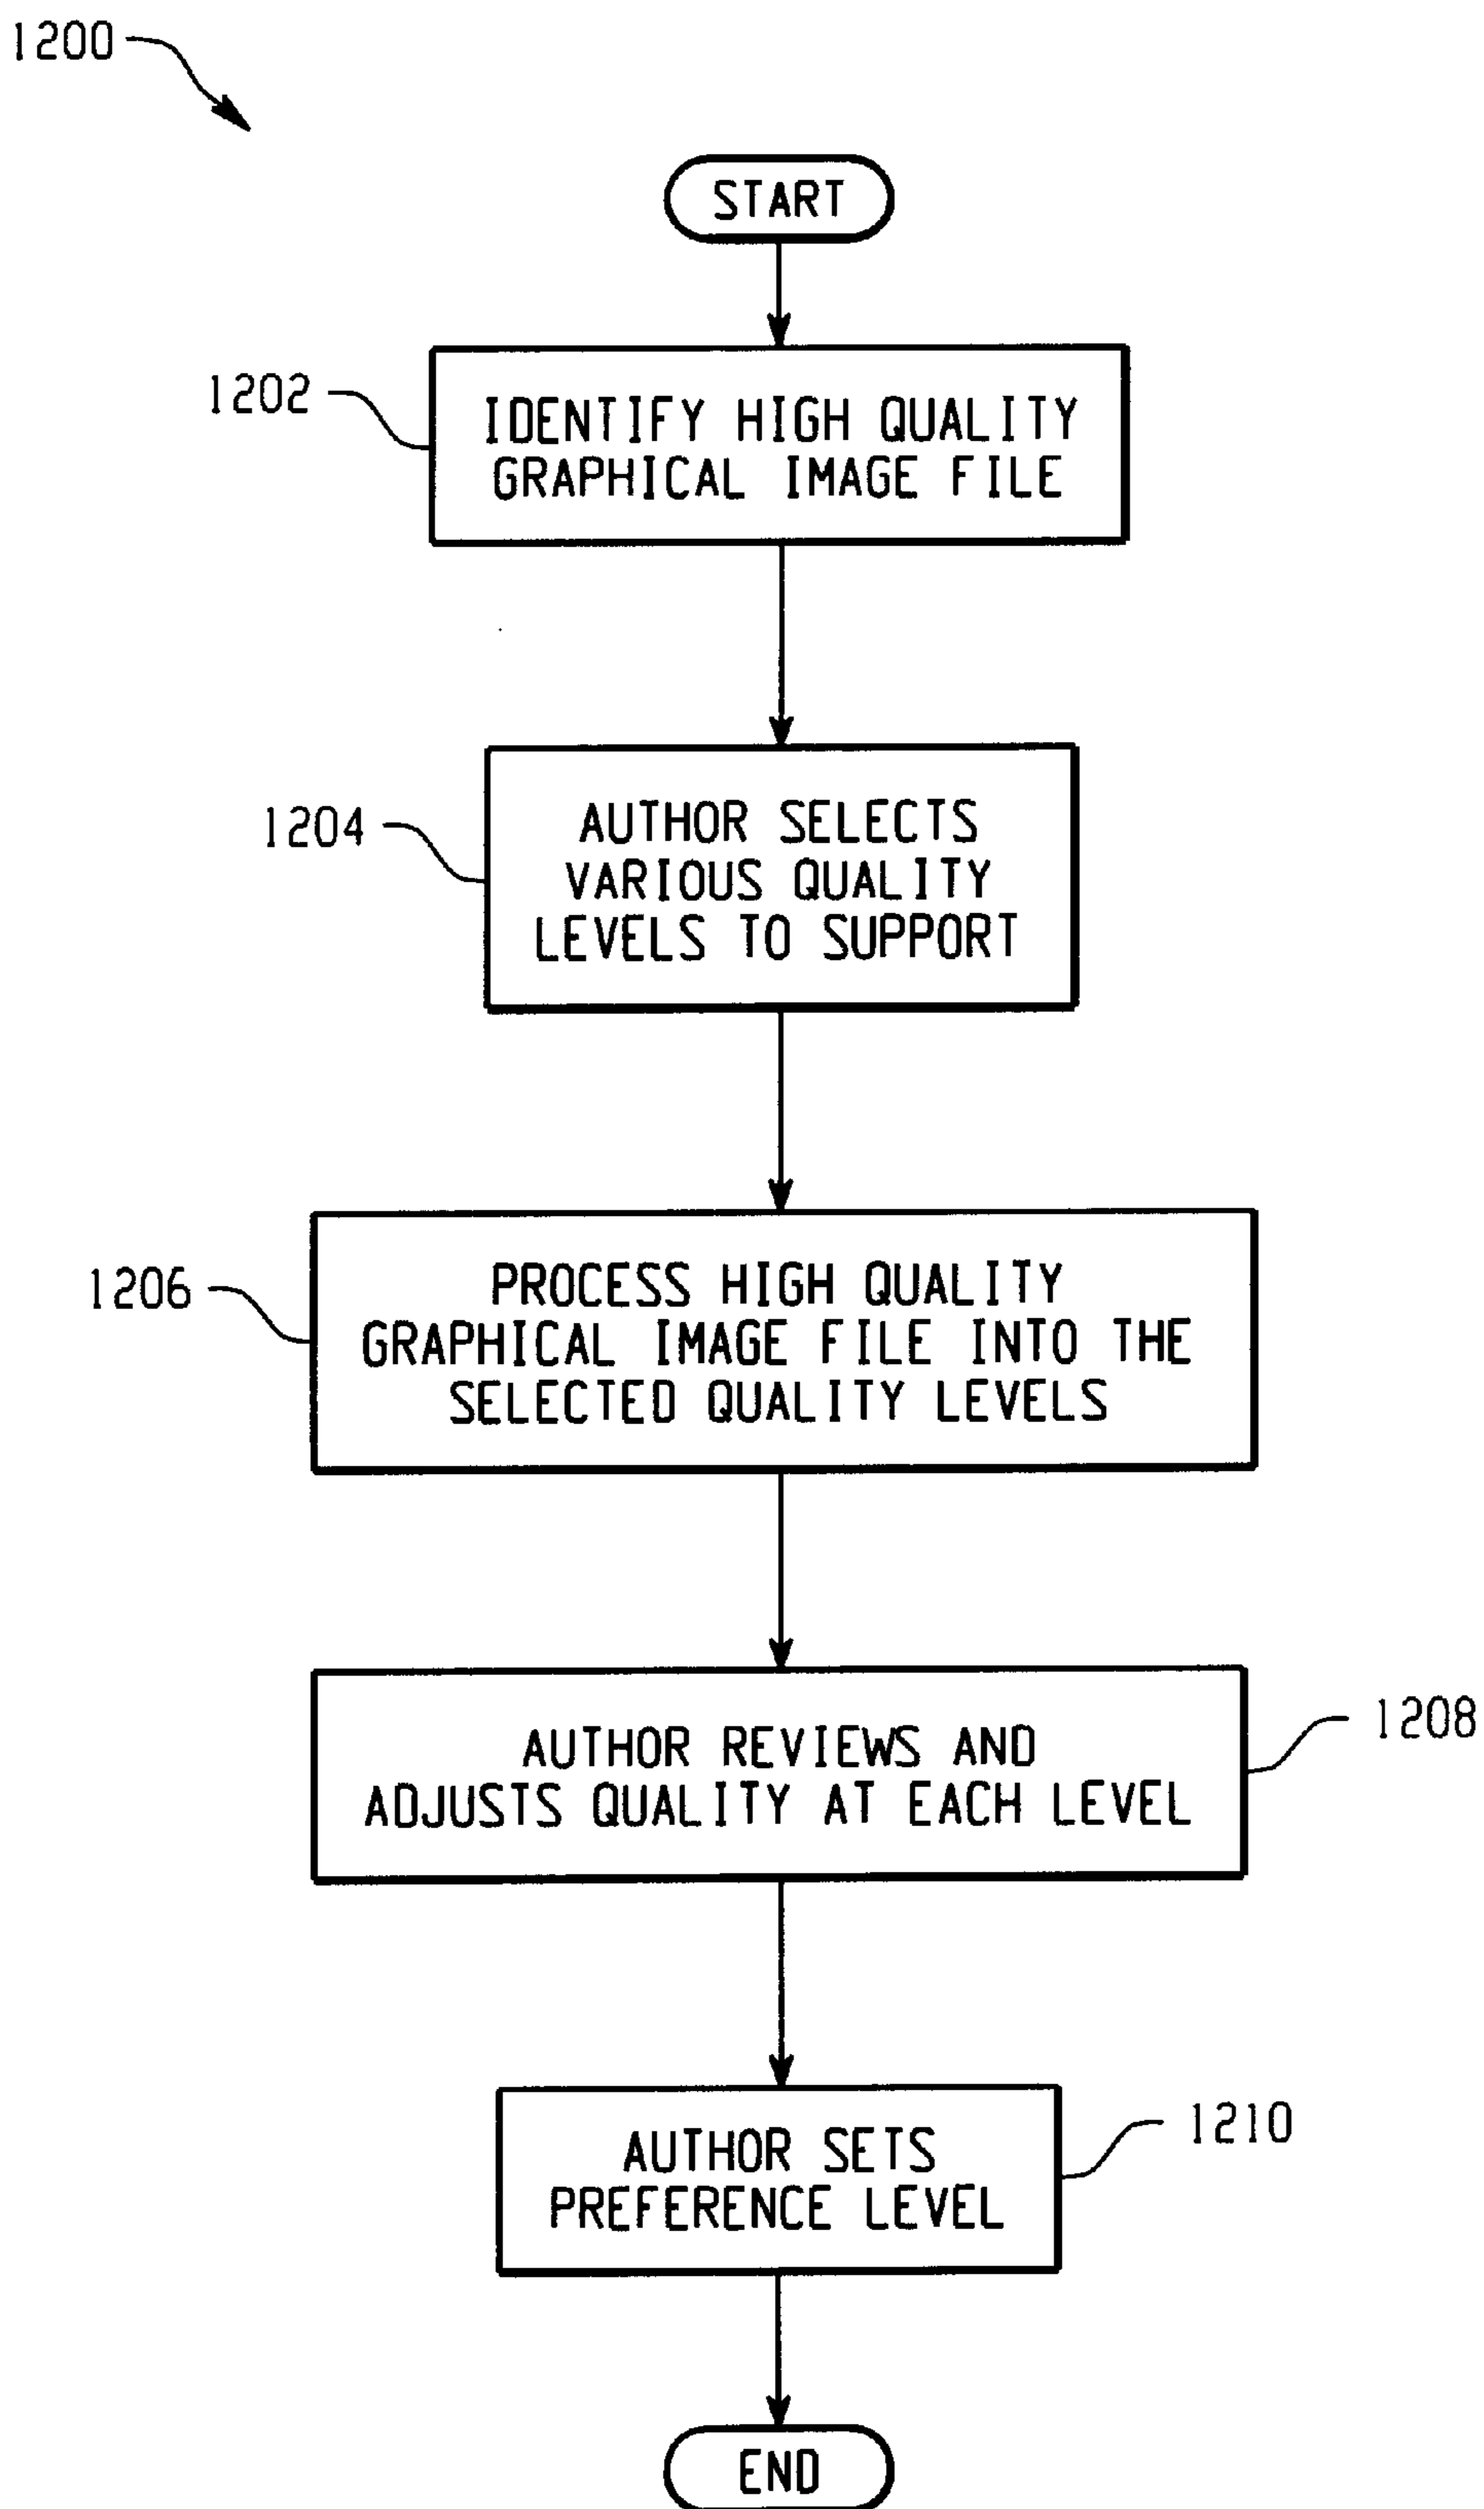 1200
START
1202
IDENTIFY HIGH QUALITY
GRAPHICAL IMAGE FILE
1204
AUTHOR SELECTS
VARIOUS QUALITY
LEVELS TO SUPPORT
1206
PROCESS HIGH QUALITY
GRAPHICAL IMAGE FILE INTO THE
SELECTED QUALITY LEVELS
1208
AUTHOR REVIEWS AND
ADJUSTS QUALITY AT EACH LEVEL
1210
AUTHOR SETS
PREFERENCE LEVEL
END